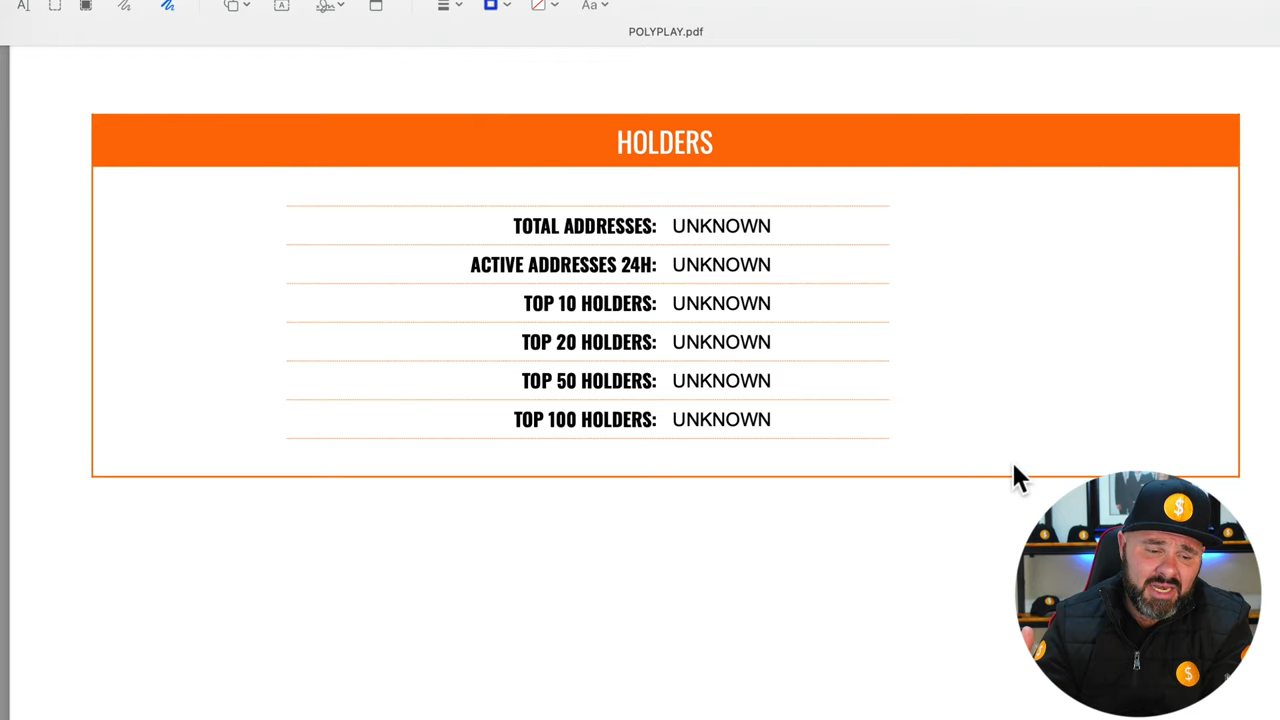 Aa
POLYPLAY.pdf
HOLDERS
TOTAL ADDRESSES: UNKNOWN
ACTIVE ADDRESSES 24H: UNKNOWN
TOP 10 HOLDERS: UNKNOWN
TOP 20 HOLDERS: UNKNOWN
TOP 50 HOLDERS: UNKNOWN
TOP 100 HOLDERS: UNKNOWN
$
$